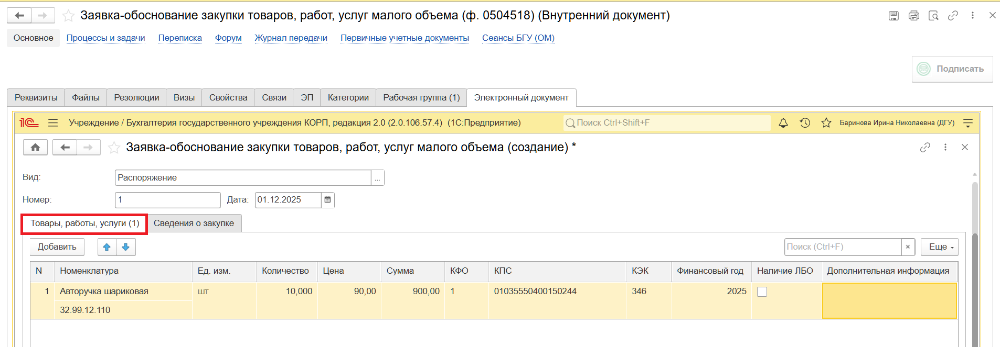 Заявка-обоснование закупки товаров, работ, услуг малого объема (ф. 0504518) (Внутренний документ)
Основное Процессы и задачи Переписка Форум Журнал передачи Первичные учетные документы Сеансы БГУ (ОМ)
Подписать
Реквизиты Файлы Резолюции Визы Свойства Связи ЭП Категории Рабочая группа (1) Электронный документ
1С Учреждение / Бухгалтерия государственного учреждения КОРП, редакция 2.0 (2.0.106.57.4) (1С:Предприятие) Поиск Ctrl+Shift+F Баринова Ирина Николаевна (ДГУ)
Заявка-обоснование закупки товаров, работ, услуг малого объема (создание) *
Вид: Распоряжение ...
Номер: 1 Дата: 01.12.2025
Товары, работы, услуги (1) Сведения о закупке
Добавить Поиск (Ctrl+F) × Еще
N Номенклатура Ед. изм. Количество Цена Сумма КФО КПС КЭК Финансовый год Наличие ЛБО Дополнительная информация
1 Авторучка шариковая шт 10,000 90,00 900,00 1 01035550400150244 346 2025
32.99.12.110